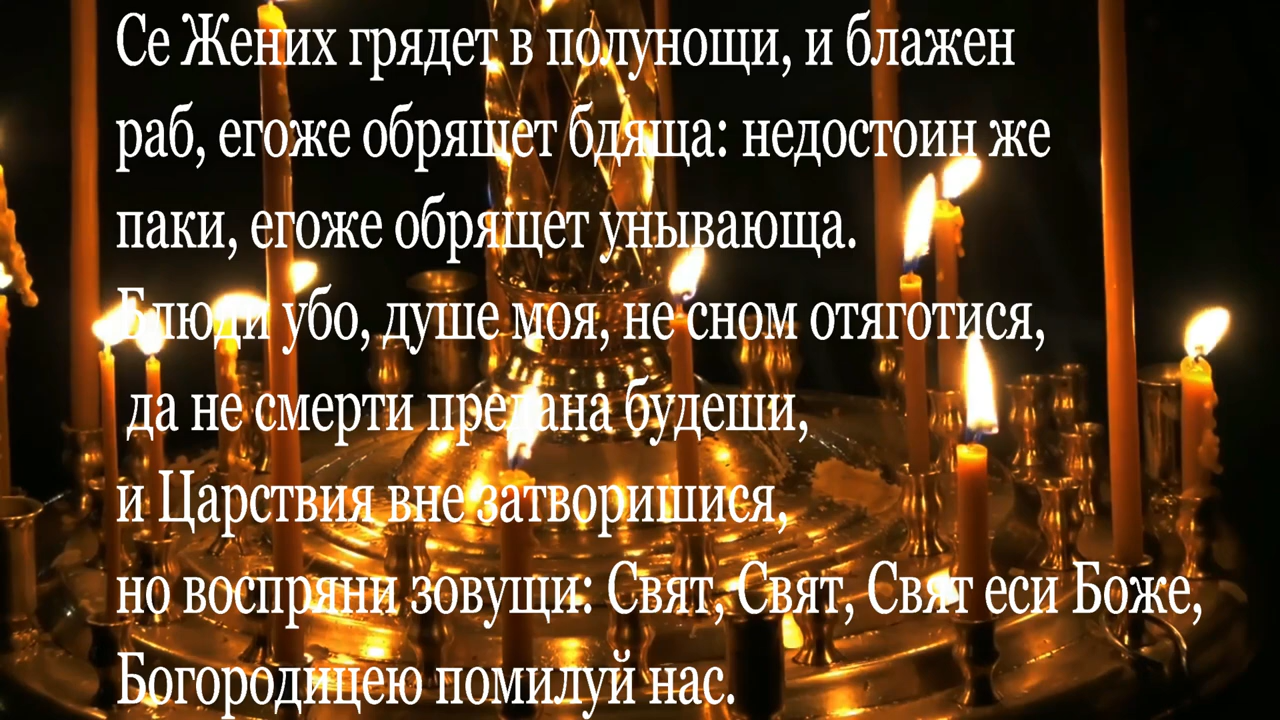 Се Жених грядет в полунощи, и блажен
раб, егоже обрящет бдяща: недостоин же
паки, егоже обрящет унывающа.
Блюди убо, душе моя, не сном отяготися,
да не смерти предана будеши,
и Царствия вне затворишися,
но воспряни зовущи: Свят, Свят, Свят еси Боже,
Богородицею помилуй нас.